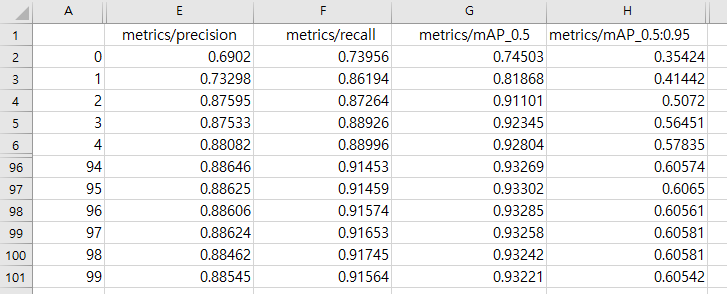 A E F G H
1 metrics/precision metrics/recall metrics/mAP_0.5 metrics/mAP_0.5:0.95
2 0 0.6902 0.73956 0.74503 0.35424
3 1 0.73298 0.86194 0.81868 0.41442
4 2 0.87595 0.87264 0.91101 0.5072
5 3 0.87533 0.88926 0.92345 0.56451
6 4 0.88082 0.88996 0.92804 0.57835
96 94 0.88646 0.91453 0.93269 0.60574
97 95 0.88625 0.91459 0.93302 0.6065
98 96 0.88606 0.91574 0.93285 0.60561
99 97 0.88624 0.91653 0.93258 0.60581
100 98 0.88462 0.91745 0.93242 0.60581
101 99 0.88545 0.91564 0.93221 0.60542